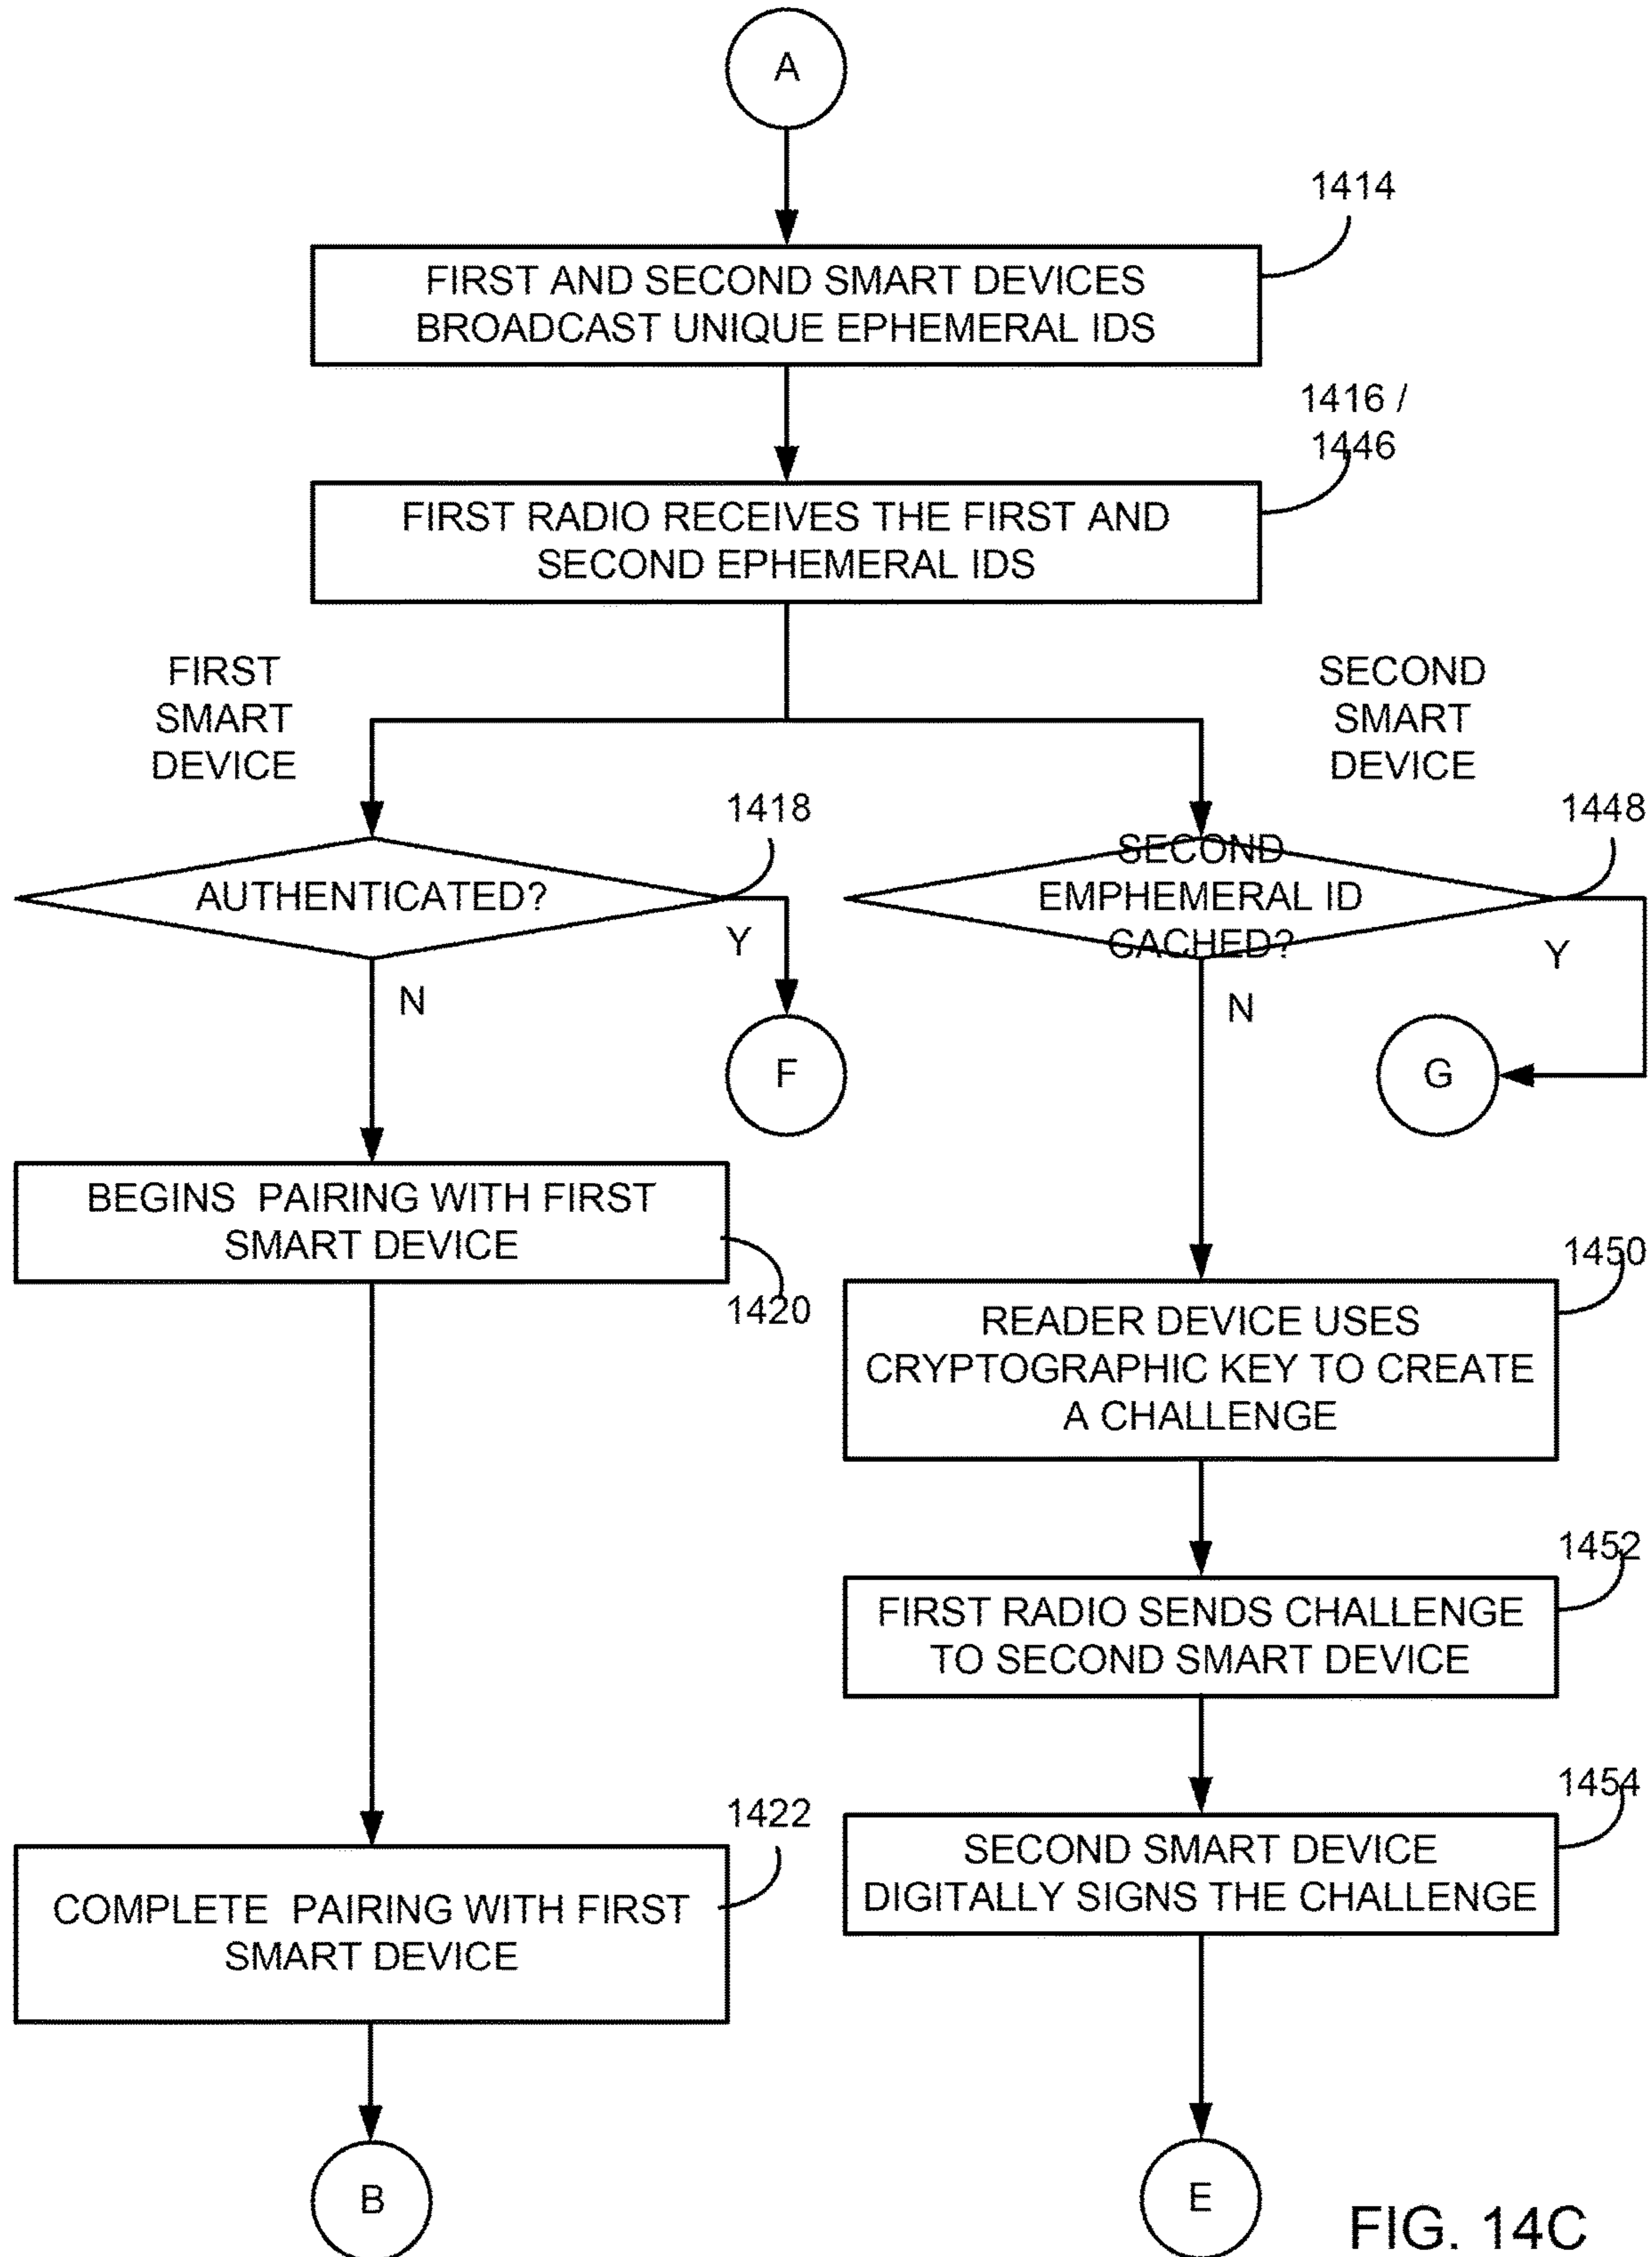 A
1414
FIRST AND SECOND SMART DEVICES
BROADCAST UNIQUE EPHEMERAL IDS
1416 /
1446
FIRST RADIO RECEIVES THE FIRST AND
SECOND EPHEMERAL IDS
FIRST
SMART
DEVICE
SECOND
SMART
DEVICE
1418
AUTHENTICATED?
Y
N
F
1448
SECOND
EMPHEMERAL ID
CACHED?
Y
N
G
BEGINS PAIRING WITH FIRST
SMART DEVICE
1420
1450
READER DEVICE USES
CRYPTOGRAPHIC KEY TO CREATE
A CHALLENGE
1452
FIRST RADIO SENDS CHALLENGE
TO SECOND SMART DEVICE
1454
SECOND SMART DEVICE
DIGITALLY SIGNS THE CHALLENGE
1422
COMPLETE PAIRING WITH FIRST
SMART DEVICE
B
E
FIG. 14C